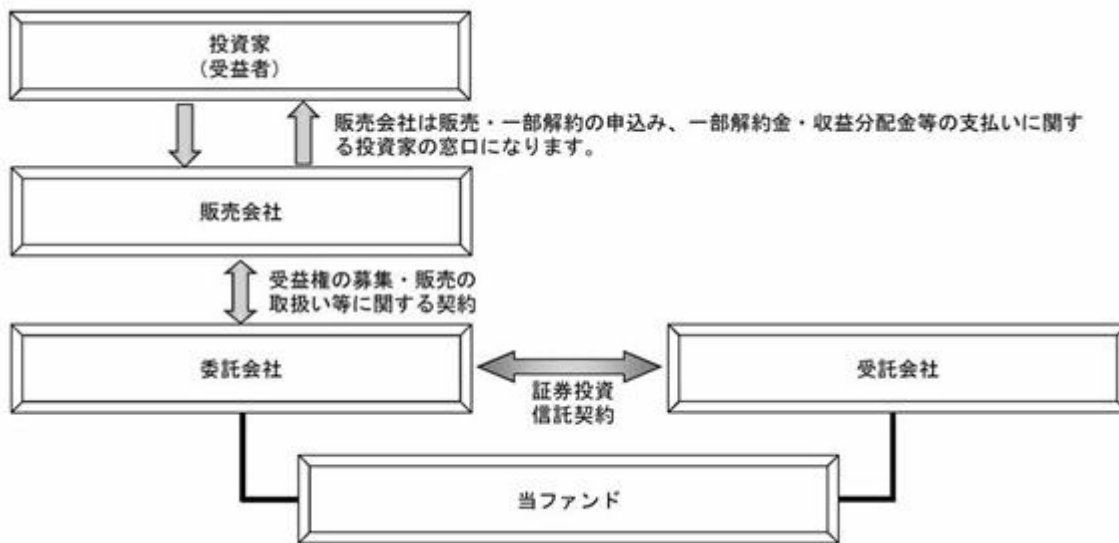 投資家
(受益者)
販売会社は販売・一部解約の申込み、一部解約金・収益分配金等の支払いに関す
る投資家の窓口になります。
販売会社
受益権の募集・販売の
取扱い等に関する契約
委託会社
証券投資
信託契約
受託会社
当ファンド